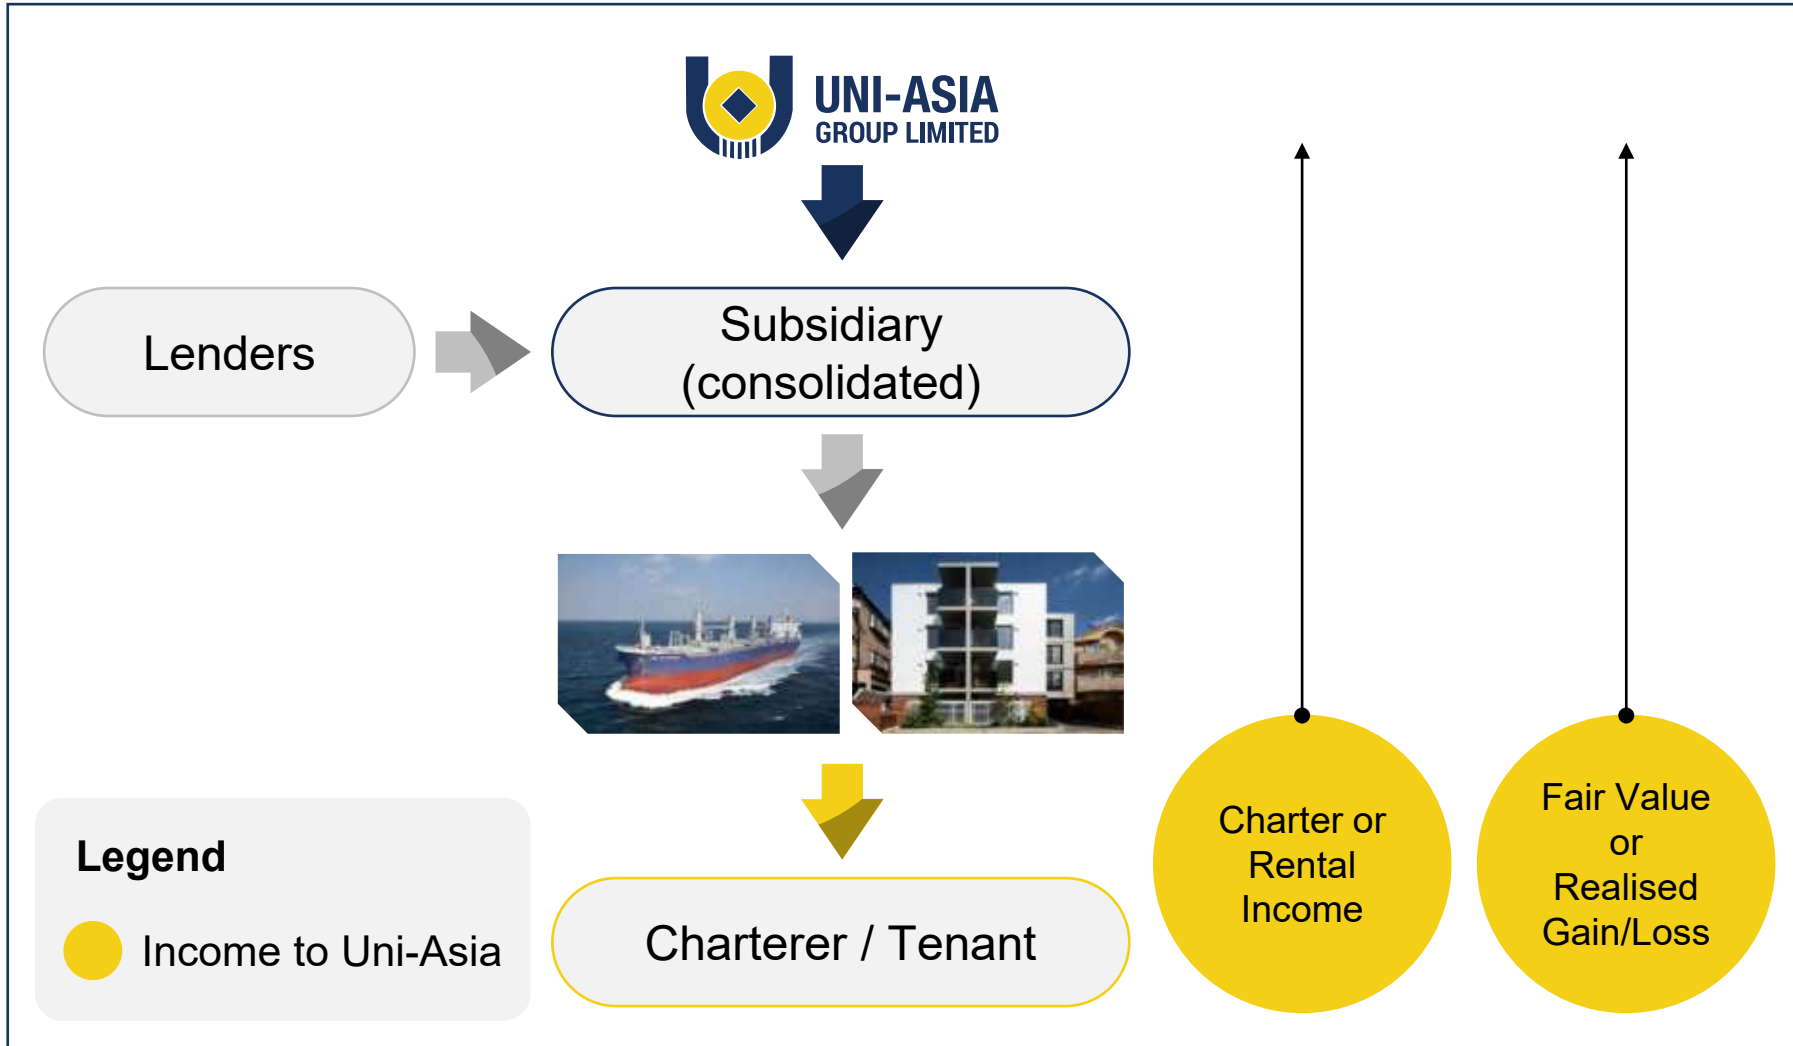 UNI-ASIA
GROUP LIMITED
Lenders
Subsidiary
(consolidated)
Legend
Income to Uni-Asia
Charterer / Tenant
Charter or
Rental
Income
Fair Value
or
Realised
Gain/Loss